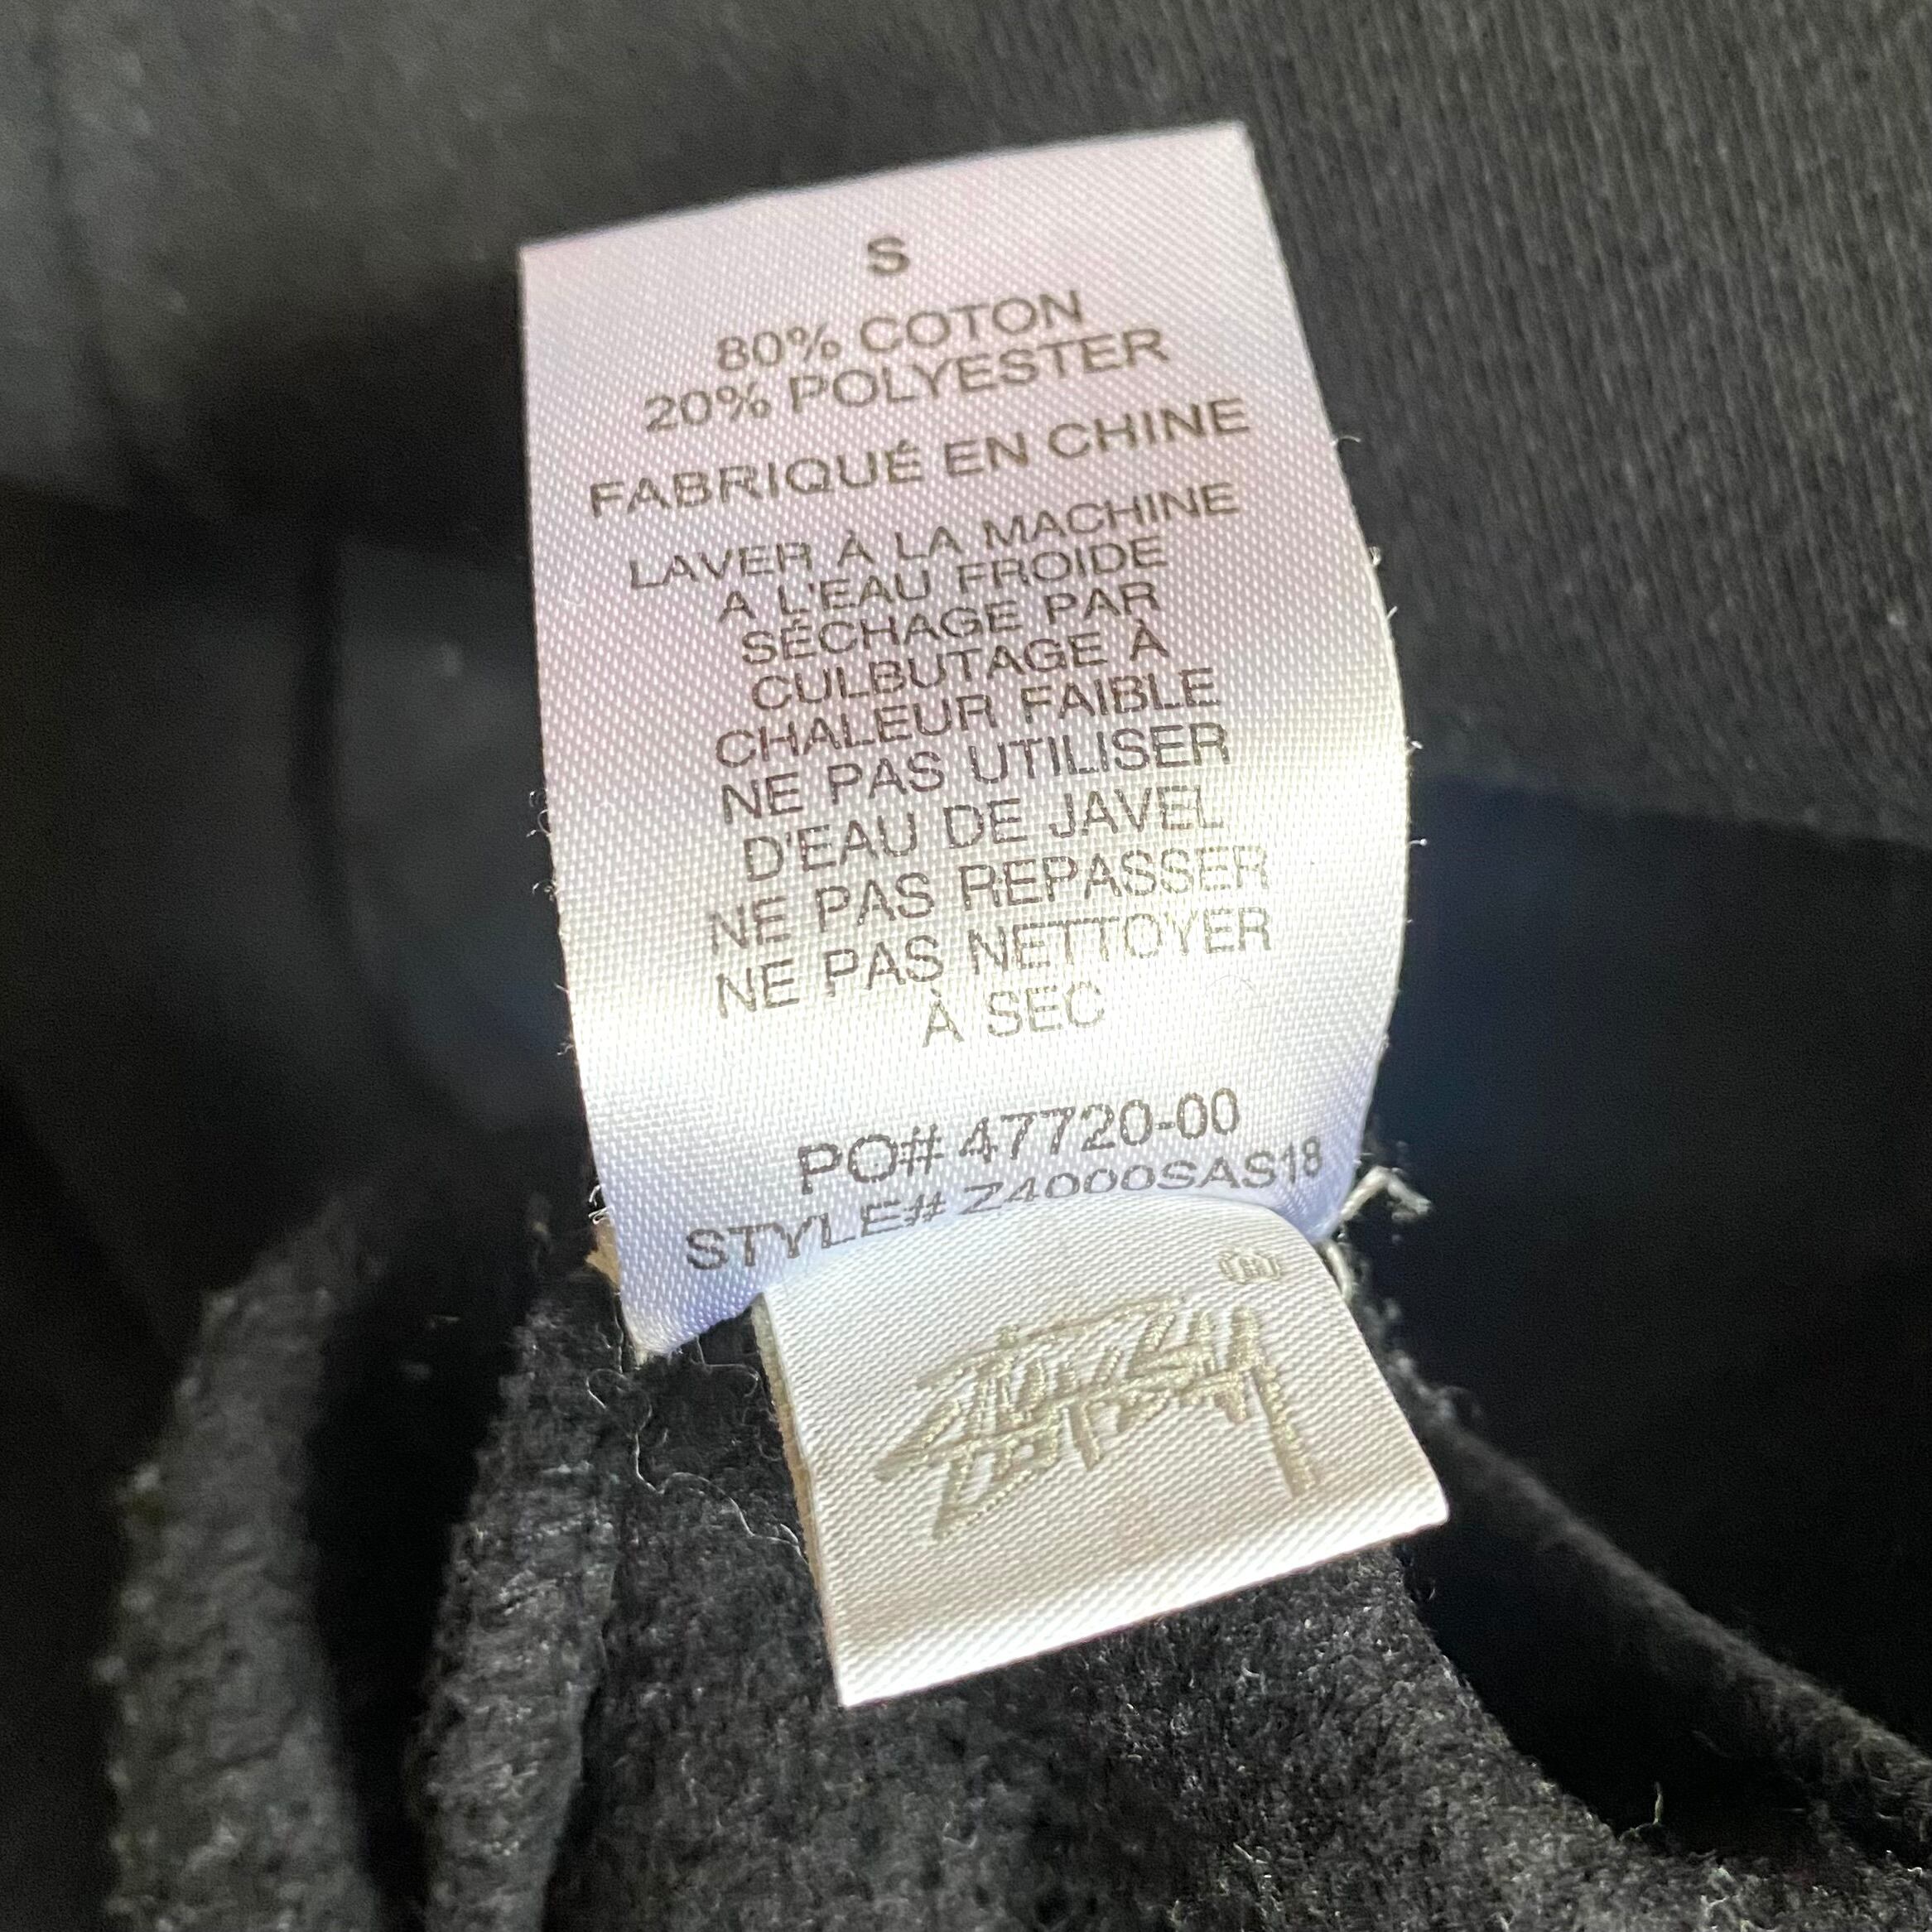 S
80% COTON
20% POLYESTER
FABRIQUÉ EN CHINE
LAVER À LA MACHINE
A L'EAU FROIDE
SÉCHAGE PAR
CULBUTAGE À
CHALEUR FAIBLE
NE PAS UTILISER
D'EAU DE JAVEL
NE PAS REPASSER
NE PAS NETTOYER
À SEC
PO# 47720-00
STYLE# Z4000SAS18
Stüssy